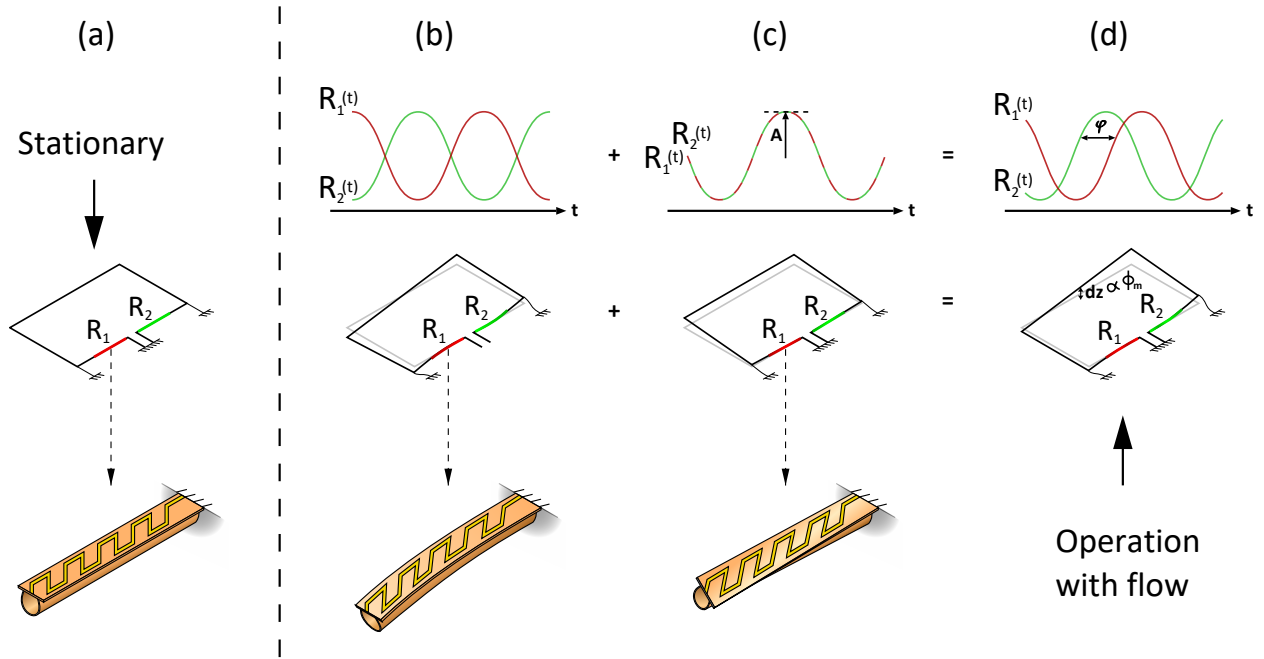 (a)
(b)
(c)
(d)
Stationary
R₁(t)
R₂(t)
t
+
R₂(t)
R₁(t)
A
t
=
R₁(t)
R₂(t)
φ
t
R₁
R₂
R₁
R₂
+
R₁
R₂
=
dz ∝ ϕₘ
R₁
R₂
Operation
with flow